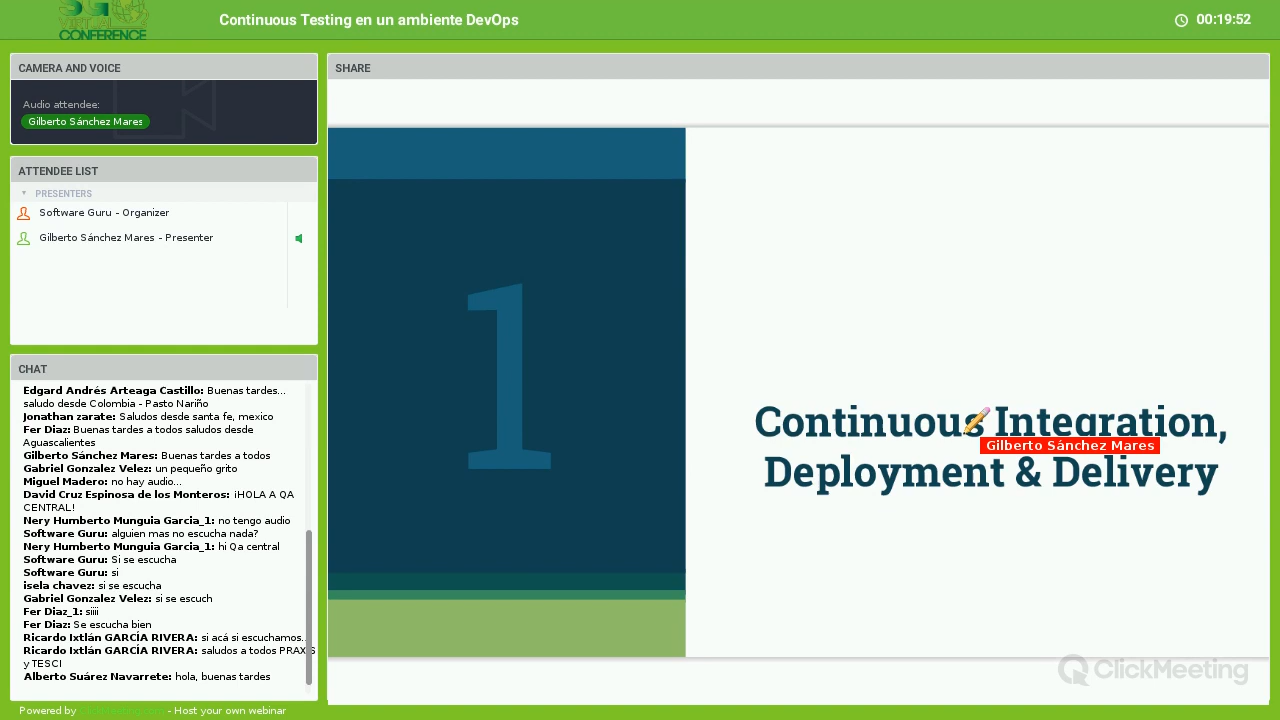 SG
VIRTUAL
CONFERENCE
Continuous Testing en un ambiente DevOps
00:19:52
CAMERA AND VOICE
Audio attendee:
Gilberto Sánchez Mares
ATTENDEE LIST
PRESENTERS
Software Guru - Organizer
Gilberto Sánchez Mares - Presenter
CHAT
Edgard Andrés Arteaga Castillo: Buenas tardes...
saludo desde Colombia - Pasto Nariño
Jonathan zarate: Saludos desde santa fe, mexico
Fer Diaz: Buenas tardes a todos saludos desde
Aguascalientes
Gilberto Sánchez Mares: Buenas tardes a todos
Gabriel Gonzalez Velez: un pequeño grito
Miguel Madero: no hay audio...
David Cruz Espinosa de los Monteros: ¡HOLA A QA
CENTRAL!
Nery Humberto Munguia Garcia_1: no tengo audio
Software Guru: alguien mas no escucha nada?
Nery Humberto Munguia Garcia_1: hi Qa central
Software Guru: Si se escucha
Software Guru: si
isela chavez: si se escucha
Gabriel Gonzalez Velez: si se escuch
Fer Diaz_1: siiii
Fer Diaz: Se escucha bien
Ricardo Ixtlán GARCÍA RIVERA: si acá si escuchamos...
Ricardo Ixtlán GARCÍA RIVERA: saludos a todos PRAXIS
y TESCI
Alberto Suárez Navarrete: hola, buenas tardes
Powered by
- Host your own webinar
SHARE
1
Continuous Integration,
Gilberto Sánchez Mares
Deployment & Delivery
ClickMeeting